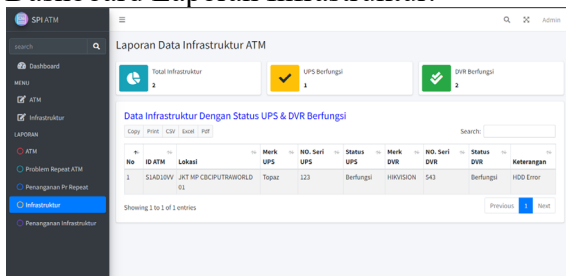 Dashboard Laporan Infrastruktur.
SPI ATM
Admin
search
Dashboard
MENU
ATM
Infrastruktur
LAPORAN
ATM
Problem Repeat ATM
Penanganan Pr Repeat
Infrastruktur
Penanganan Infrastruktur
Laporan Data Infrastruktur ATM
Total Infrastruktur
2
UPS Berfungsi
1
DVR Berfungsi
2
Data Infrastruktur Dengan Status UPS & DVR Berfungsi
Copy Print CSV Excel Pdf
Search:
No ID ATM Lokasi Merk UPS NO. Seri UPS Status UPS Merk DVR NO. Seri DVR Status DVR Keterangan
1 S1AD10VV JKT MP CBCIPUTRAWORLD 01 Topaz 123 Berfungsi HIKVISION 543 Berfungsi HDD Error
Showing 1 to 1 of 1 entries
Previous 1 Next